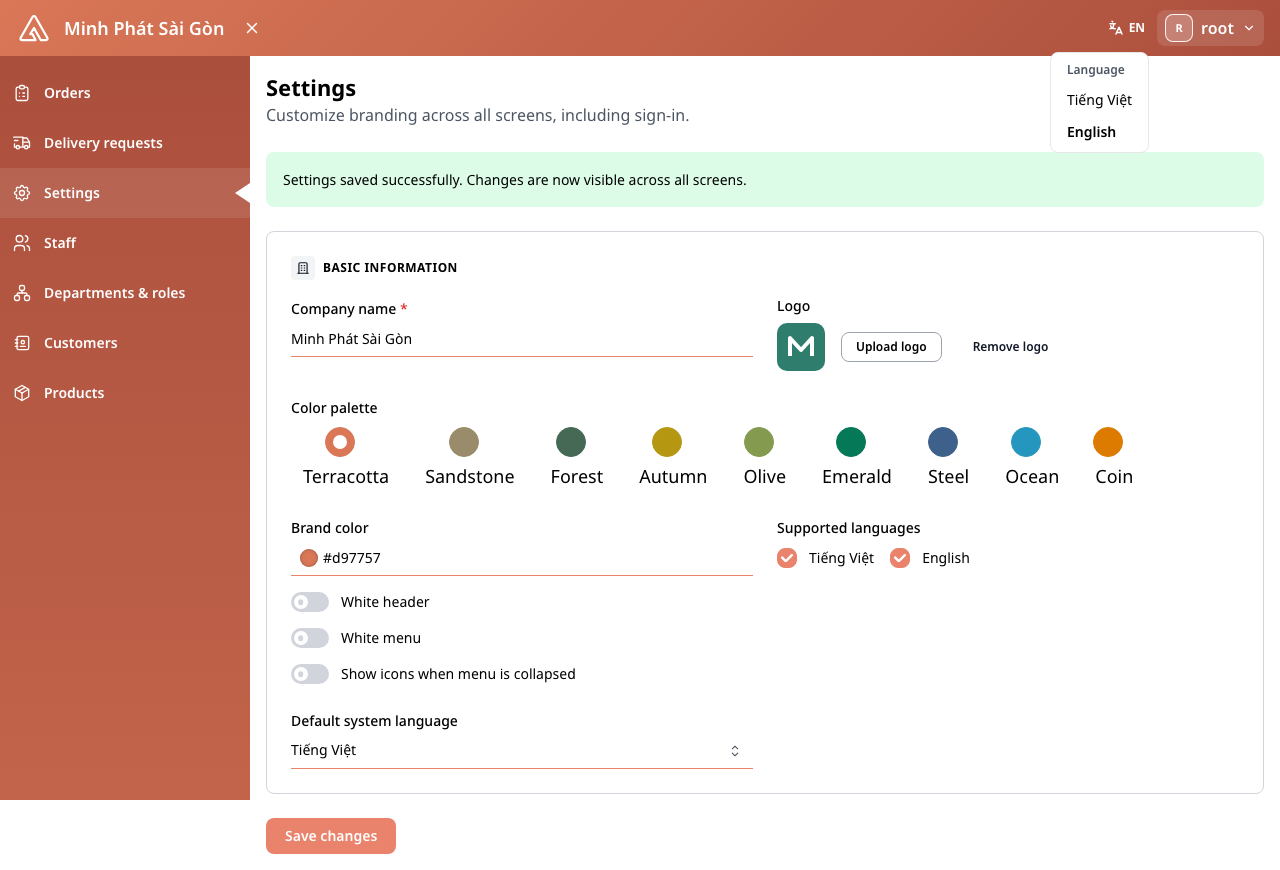 Minh Phát Sài Gòn
EN
R
root
Language
Tiếng Việt
English
Orders
Delivery requests
Settings
Staff
Departments & roles
Customers
Products
Settings
Customize branding across all screens, including sign-in.
Settings saved successfully. Changes are now visible across all screens.
BASIC INFORMATION
Company name *
Minh Phát Sài Gòn
Logo
M
Upload logo
Remove logo
Color palette
Terracotta
Sandstone
Forest
Autumn
Olive
Emerald
Steel
Ocean
Coin
Brand color
#d97757
Supported languages
Tiếng Việt
English
White header
White menu
Show icons when menu is collapsed
Default system language
Tiếng Việt
Save changes